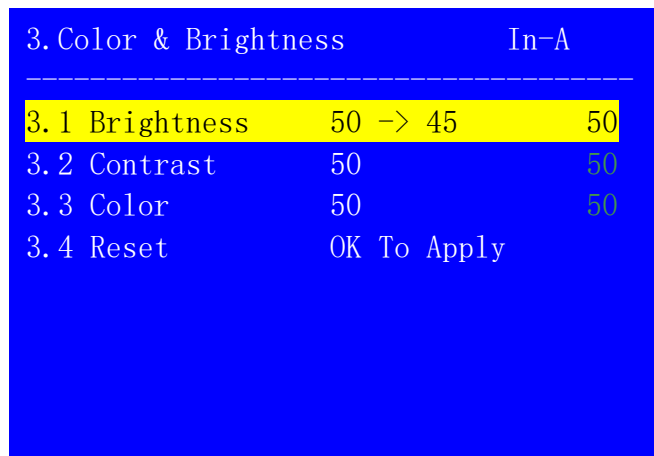 3.Color & Brightness In-A
---------------------------------------
3.1 Brightness 50 -> 45 50
3.2 Contrast 50 50
3.3 Color 50 50
3.4 Reset OK To Apply